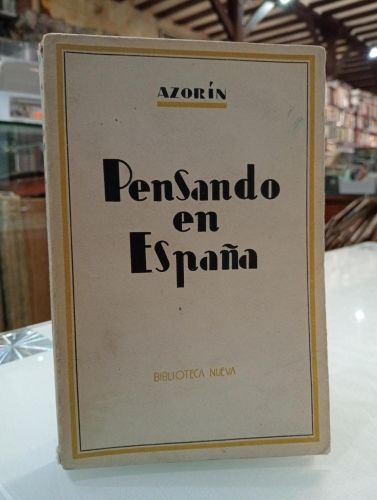 AZORÍN
PenSando
en
ESpaña
BIBLIOTECA NUEVA